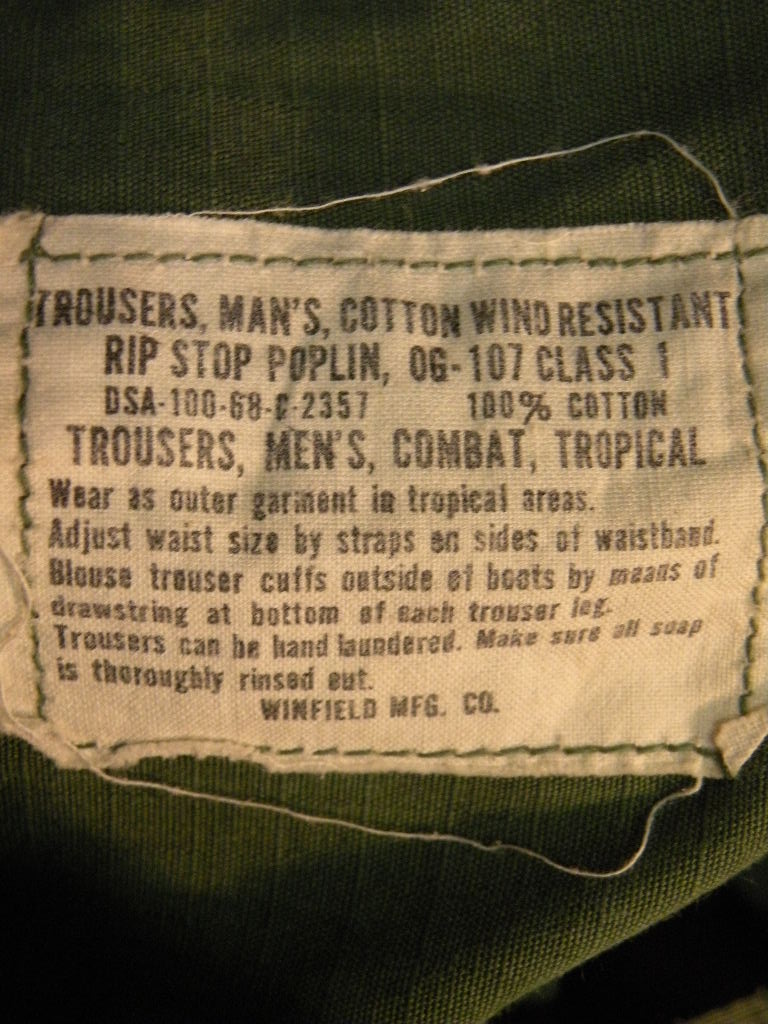 TROUSERS, MAN'S, COTTON WIND RESISTANT
RIP STOP POPLIN, OG-107 CLASS 1
DSA-100-68-C-2357 100% COTTON
TROUSERS, MEN'S, COMBAT, TROPICAL
Wear as outer garment in tropical areas.
Adjust waist size by straps on sides of waistband.
Blouse trouser cuffs outside of boots by means of
drawstring at bottom of each trouser leg.
Trousers can be hand laundered. Make sure all soap
is thoroughly rinsed out.
WINFIELD MFG. CO.